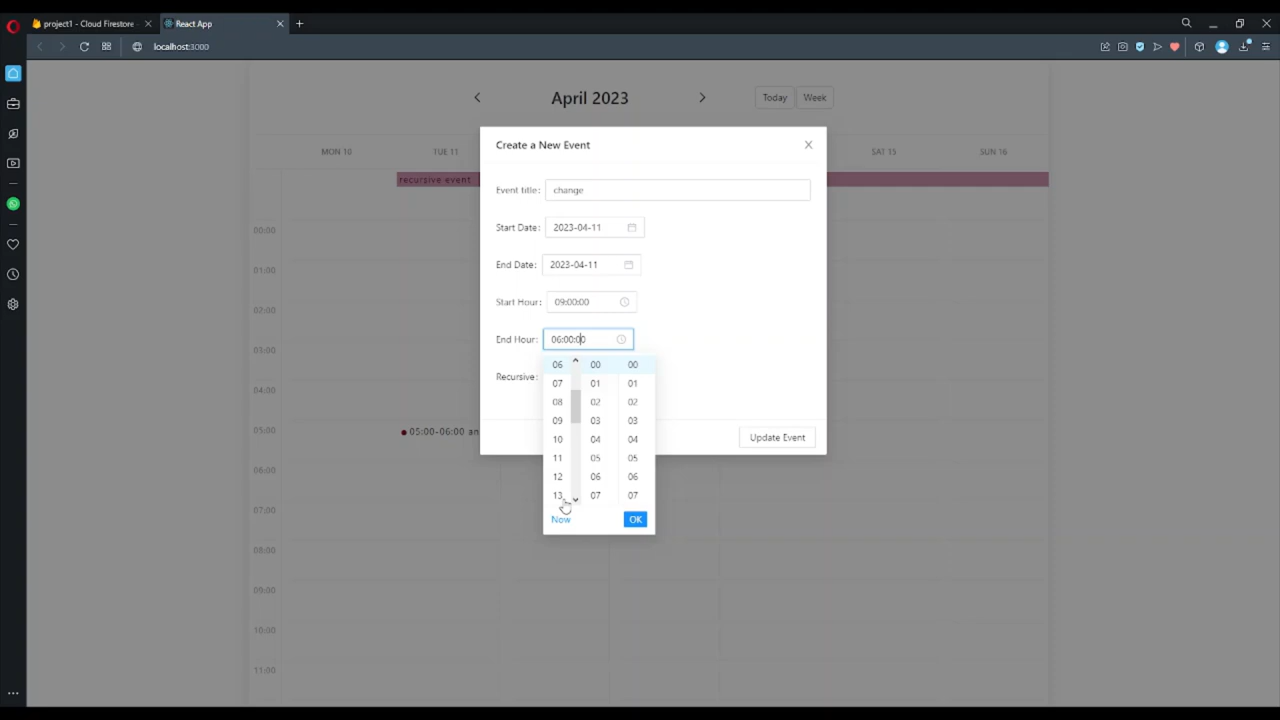 project1 - Cloud Firestore
React App
localhost:3000
April 2023
Today
Week
MON 10
TUE 11
SAT 15
SUN 16
recursive event
00:00
01:00
02:00
03:00
04:00
05:00
06:00
07:00
08:00
09:00
10:00
11:00
05:00-06:00 an
Create a New Event
Event title: change
Start Date: 2023-04-11
End Date: 2023-04-11
Start Hour: 09:00:00
End Hour: 06:00:00
Recursive
06 00 00
07 01 01
08 02 02
09 03 03
10 04 04
11 05 05
12 06 06
13 07 07
Now
OK
Update Event